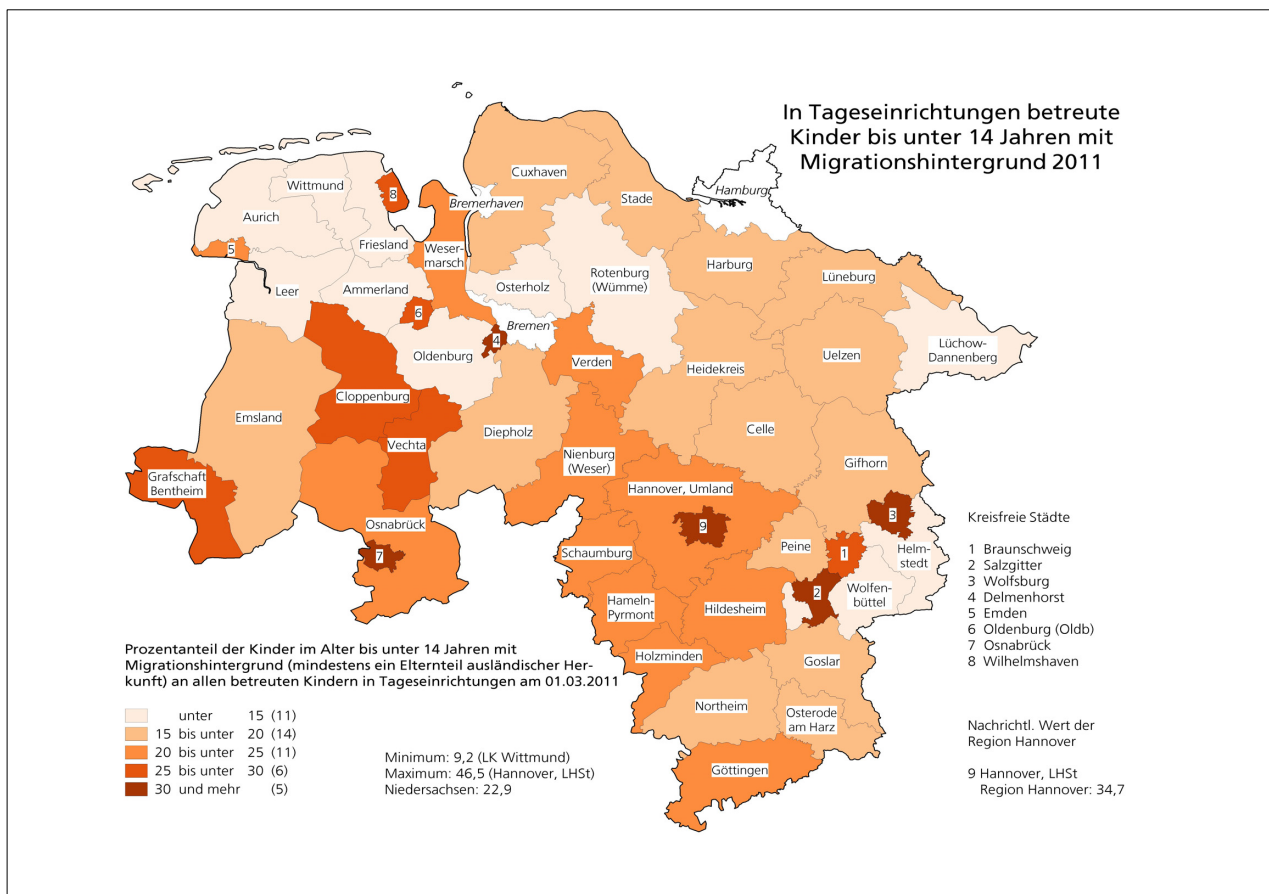 In Tageseinrichtungen betreute
Kinder bis unter 14 Jahren mit
Migrationshintergrund 2011
Cuxhaven
Wittmund
8
Bremerhaven
Stade
Hamburg
Aurich
Friesland
5
Weser-
marsch
Rotenburg
(Wümme)
Harburg
Lüneburg
Leer
Ammerland
Osterholz
6
Bremen
4
Oldenburg
Verden
Heidekreis
Uelzen
Lüchow-
Dannenberg
Cloppenburg
Emsland
Vechta
Diepholz
Celle
Nienburg
(Weser)
Gifhorn
Grafschaft
Bentheim
Hannover, Umland
9
3
Osnabrück
7
Schaumburg
Peine
1
Helm-
stedt
2
Wolfen-
büttel
Hameln-
Pyrmont
Hildesheim
Holzminden
Goslar
Northeim
Osterode
am Harz
Göttingen
Kreisfreie Städte
1 Braunschweig
2 Salzgitter
3 Wolfsburg
4 Delmenhorst
5 Emden
6 Oldenburg (Oldb)
7 Osnabrück
8 Wilhelmshaven
Nachrichtl. Wert der
Region Hannover
9 Hannover, LHSt
Region Hannover: 34,7
Prozentanteil der Kinder im Alter bis unter 14 Jahren mit
Migrationshintergrund (mindestens ein Elternteil ausländischer Her-
kunft) an allen betreuten Kindern in Tageseinrichtungen am 01.03.2011
unter 15 (11)
15 bis unter 20 (14)
20 bis unter 25 (11)
25 bis unter 30 (6)
30 und mehr (5)
Minimum: 9,2 (LK Wittmund)
Maximum: 46,5 (Hannover, LHSt)
Niedersachsen: 22,9